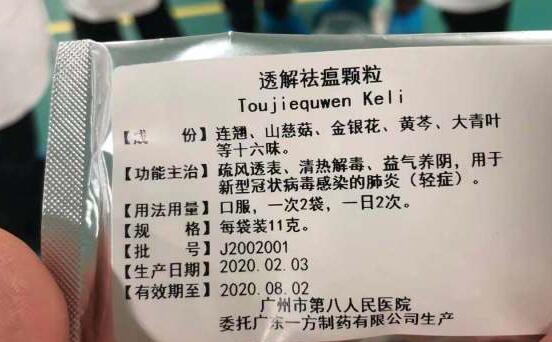 透解祛瘟颗粒
Toujiequwen Keli
【成　份】连翘、山慈菇、金银花、黄芩、大青叶
等十六味。
【功能主治】疏风透表、清热解毒、益气养阴,用于
新型冠状病毒感染的肺炎（轻症）。
【用法用量】口服，一次2袋，一日2次。
【规　格】每袋装11克。
【批　号】J2002001
【生产日期】2020.02.03
【有效期至】2020.08.02
广州市第八人民医院
委托广东一方制药有限公司生产